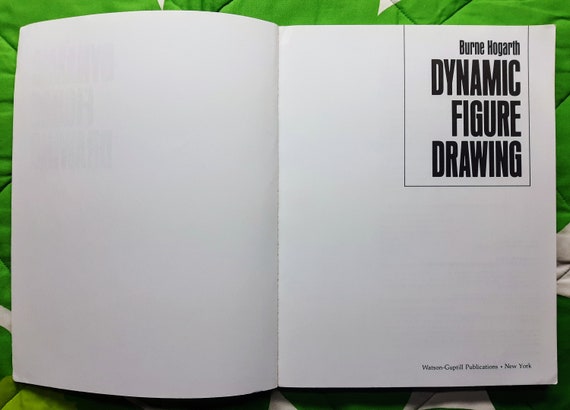 Burne Hogarth
DYNAMIC
FIGURE
DRAWING
Watson-Guptill Publications • New York